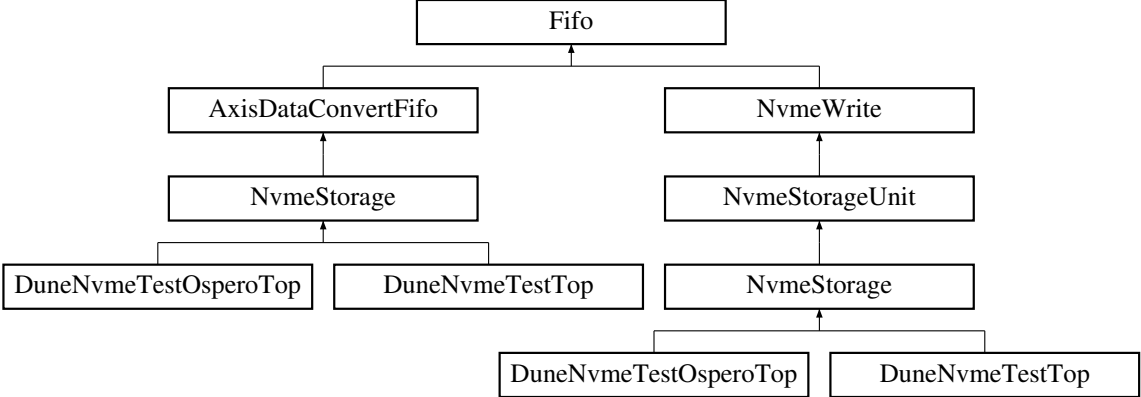 Fifo
AxisDataConvertFifo
NvmeWrite
NvmeStorage
NvmeStorageUnit
DuneNvmeTestOsperoTop
DuneNvmeTestTop
NvmeStorage
DuneNvmeTestOsperoTop
DuneNvmeTestTop